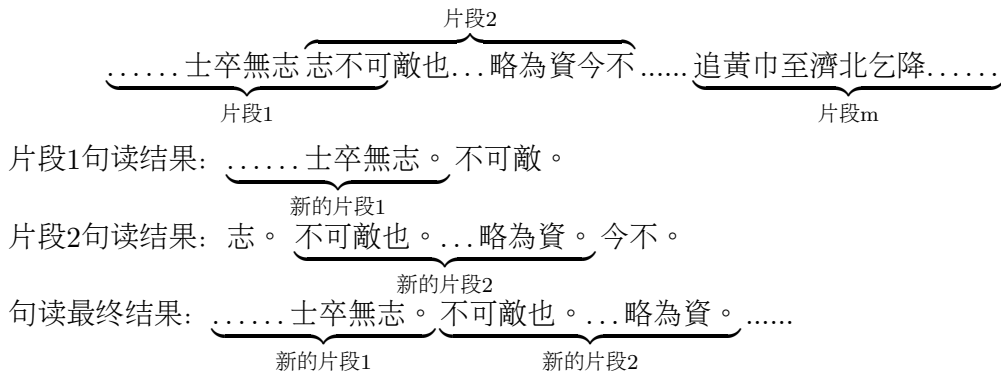 片段2
......士卒無志志不可敵也...略為資今不......追黃巾至濟北乞降......
片段1
片段m
片段1句读结果：......士卒無志。不可敵。
新的片段1
片段2句读结果：志。不可敵也。...略為資。今不。
新的片段2
句读最终结果：......士卒無志。不可敵也。...略為資。......
新的片段1
新的片段2